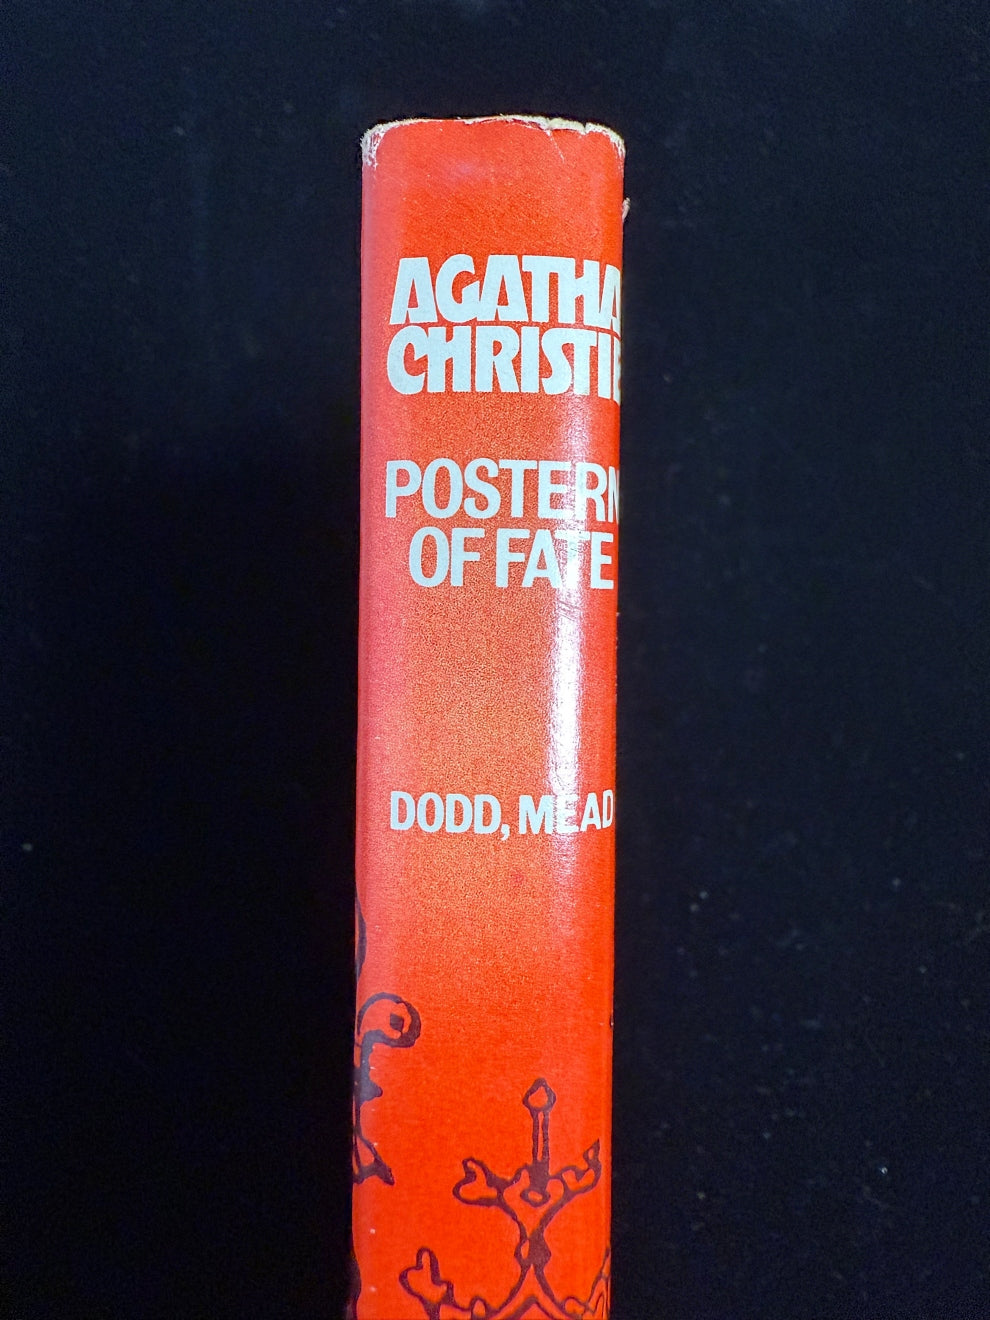 AGATHA
CHRISTIE
POSTERN
OF FATE
DODD, MEAD